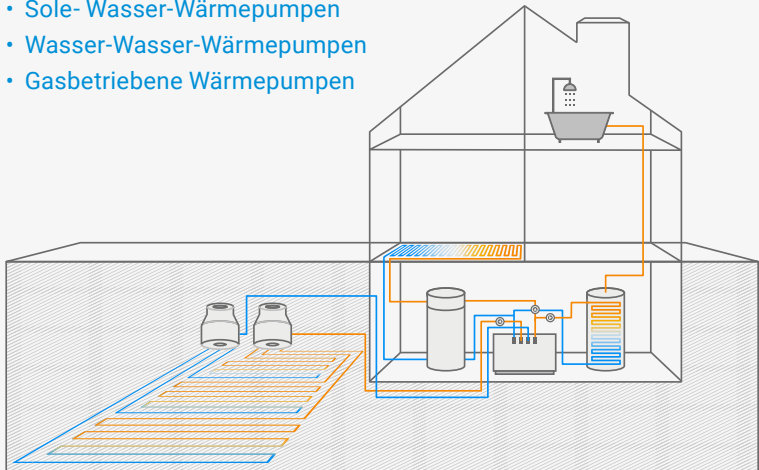 • Sole- Wasser-Wärmepumpen
• Wasser-Wasser-Wärmepumpen
• Gasbetriebene Wärmepumpen